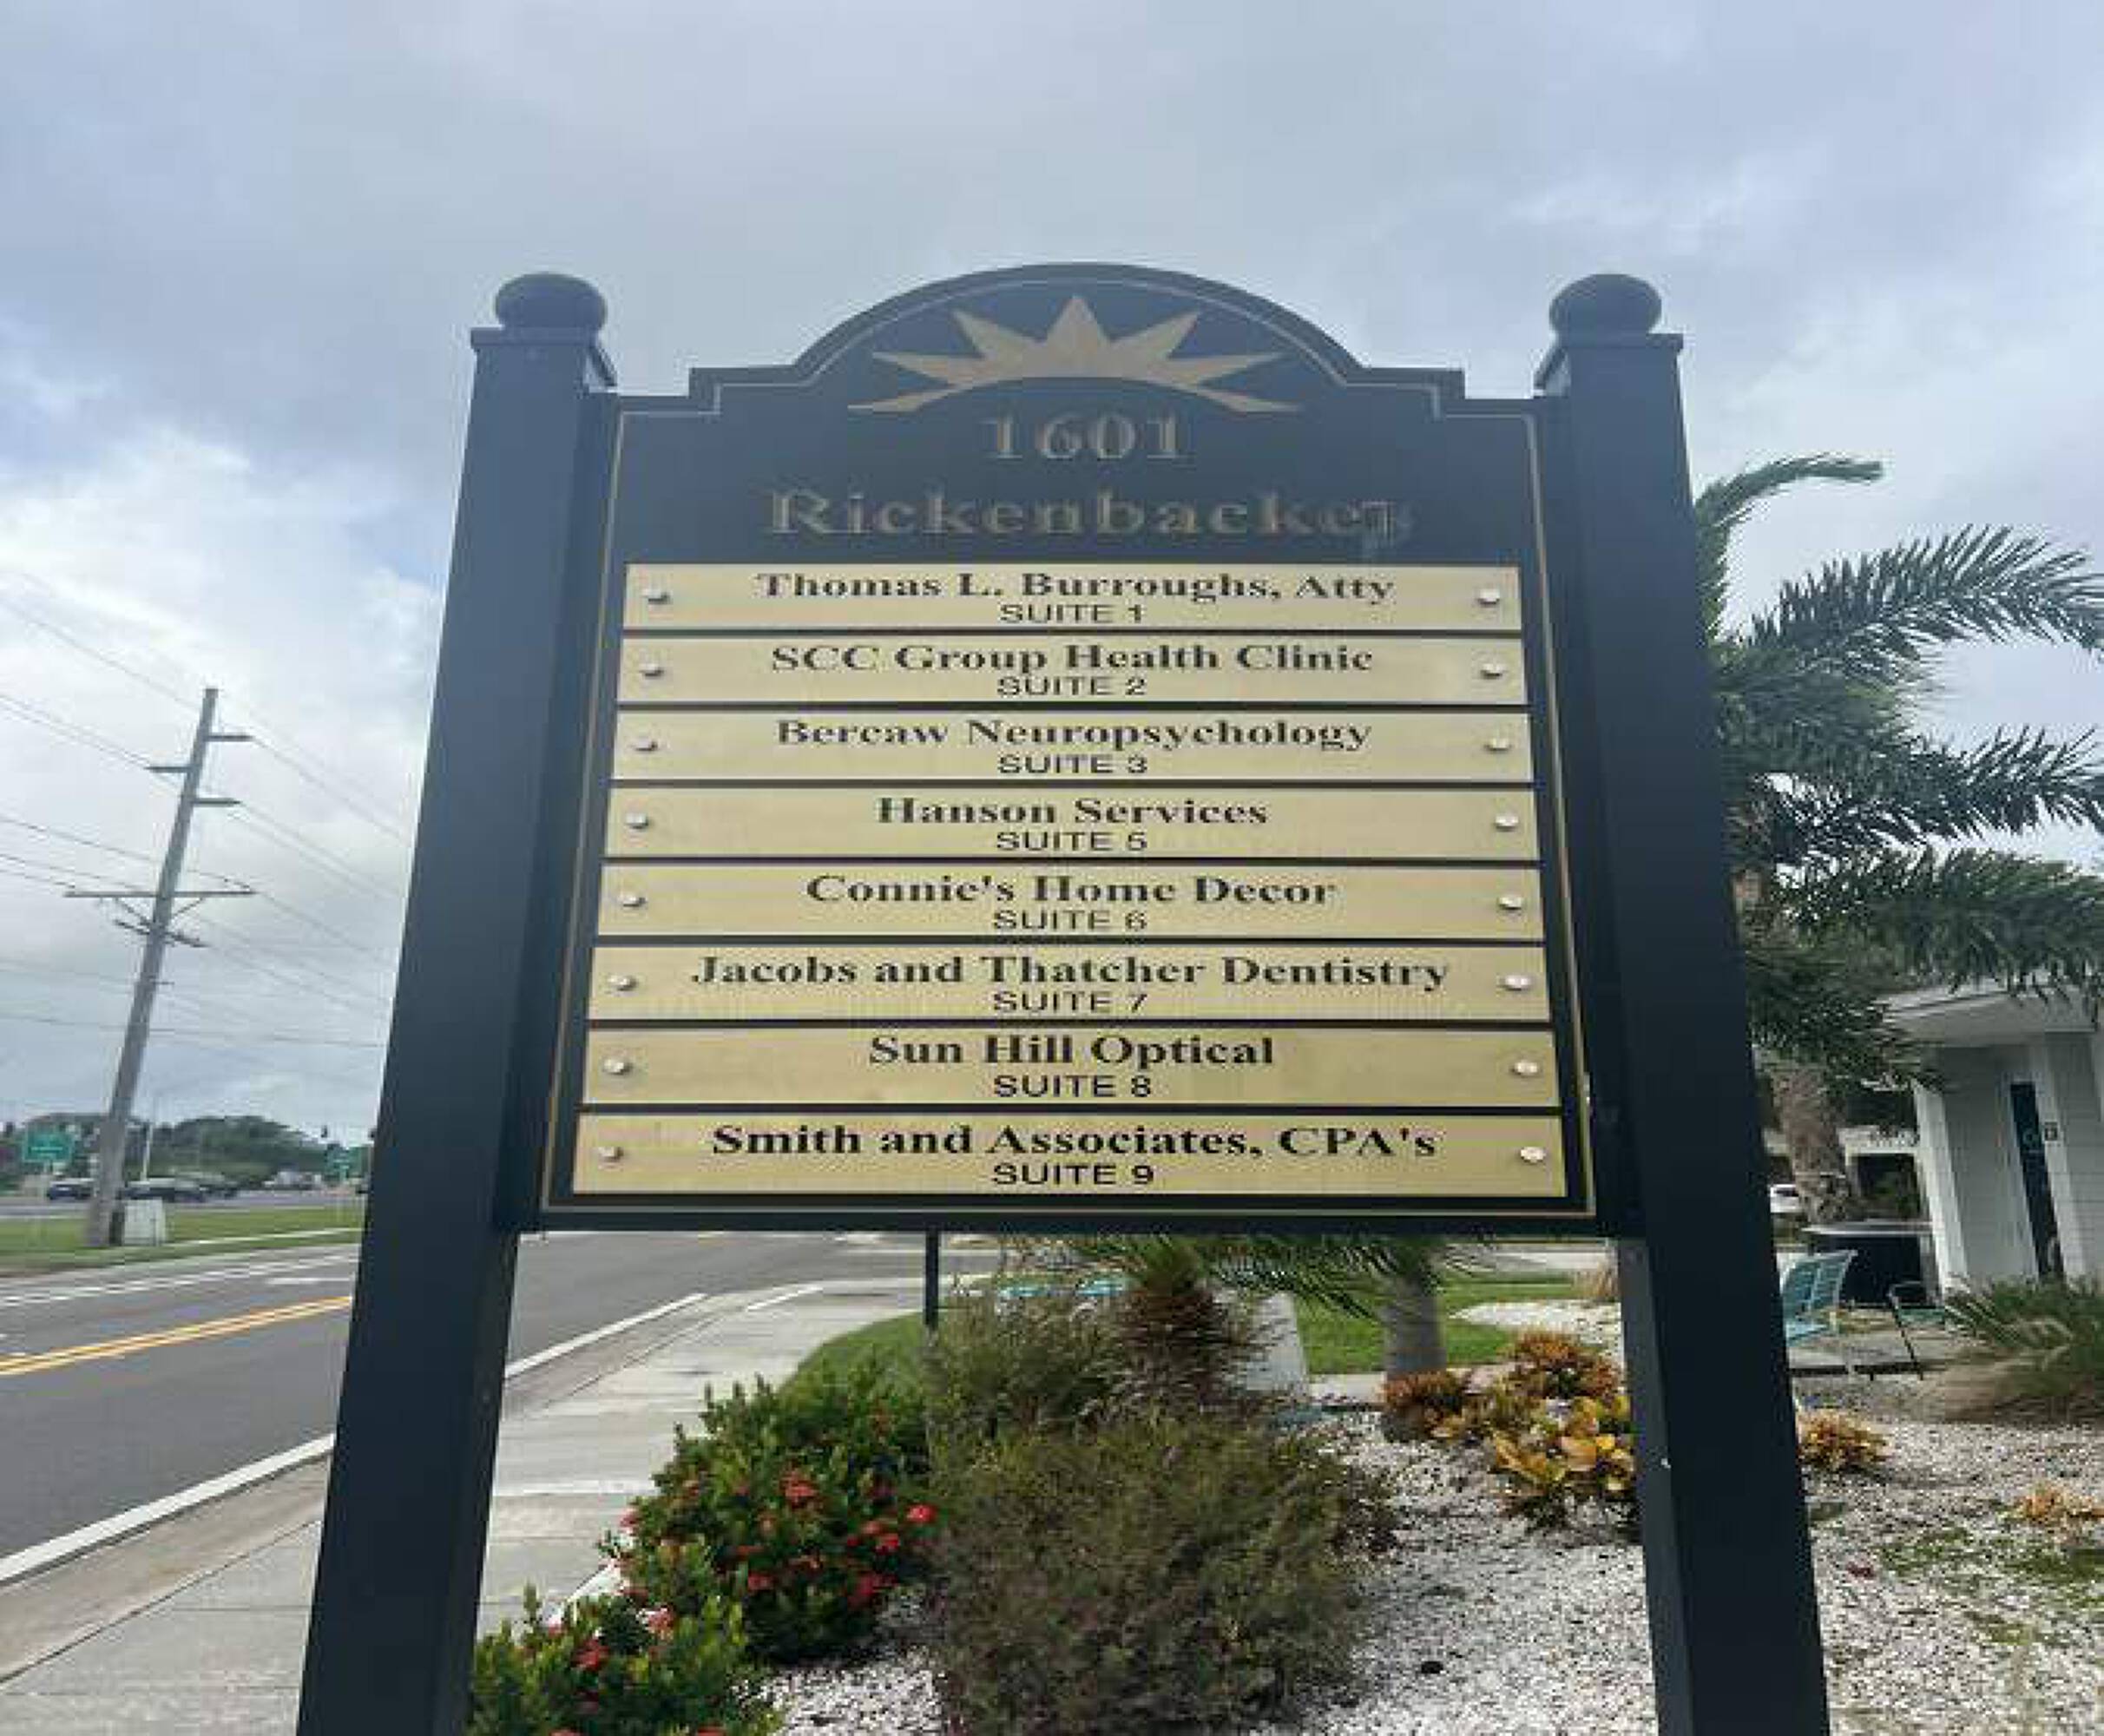 1601
Rickenbacker
Thomas L. Burroughs, Atty
SUITE 1
SCC Group Health Clinic
SUITE 2
Bercaw Neuropsychology
SUITE 3
Hanson Services
SUITE 5
Connie's Home Decor
SUITE 6
Jacobs and Thatcher Dentistry
SUITE 7
Sun Hill Optical
SUITE 8
Smith and Associates, CPA's
SUITE 9